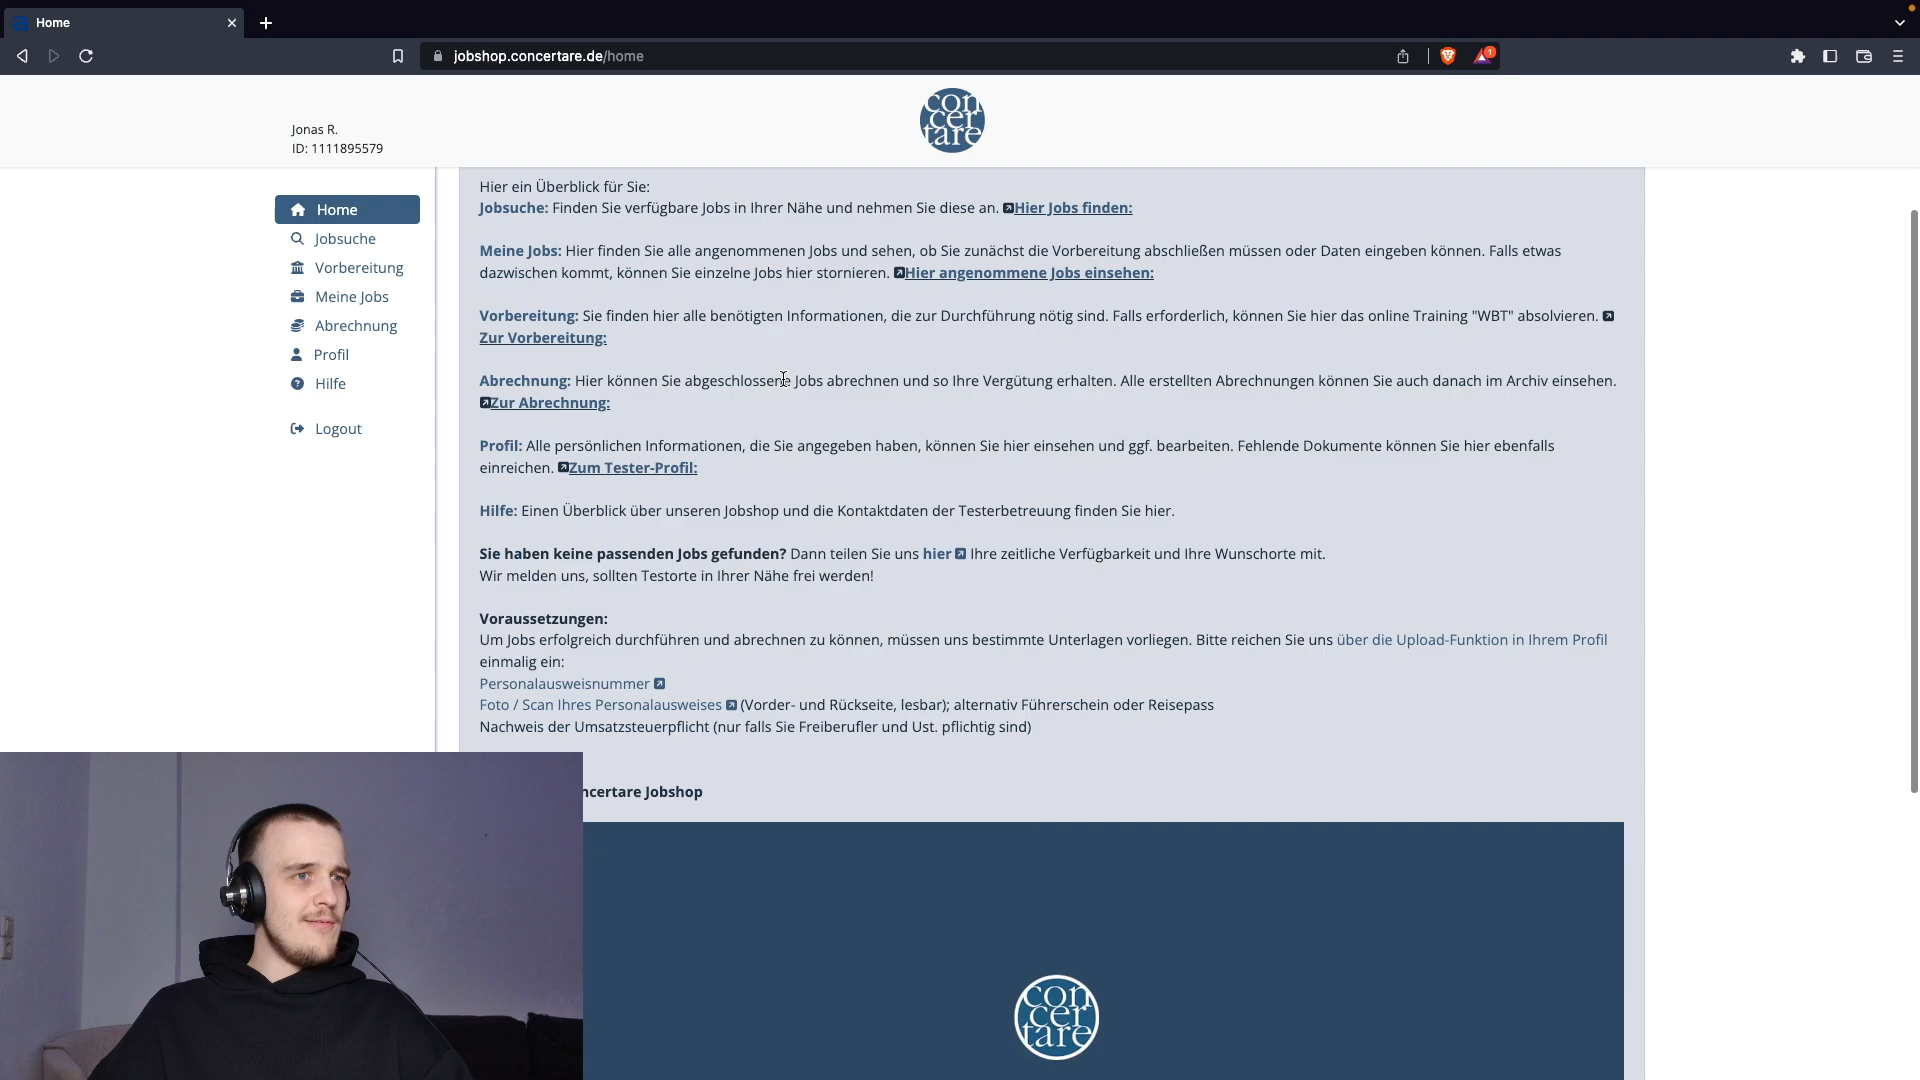 Home
jobshop.concertare.de/home
1
Jonas R.
ID: 1111895579
con
cer
tare
Home
Jobsuche
Vorbereitung
Meine Jobs
Abrechnung
Profil
Hilfe
Logout
Hier ein Überblick für Sie:
Jobsuche: Finden Sie verfügbare Jobs in Ihrer Nähe und nehmen Sie diese an. Hier Jobs finden:
Meine Jobs: Hier finden Sie alle angenommenen Jobs und sehen, ob Sie zunächst die Vorbereitung abschließen müssen oder Daten eingeben können. Falls etwas
dazwischen kommt, können Sie einzelne Jobs hier stornieren. Hier angenommene Jobs einsehen:
Vorbereitung: Sie finden hier alle benötigten Informationen, die zur Durchführung nötig sind. Falls erforderlich, können Sie hier das online Training "WBT" absolvieren.
Zur Vorbereitung:
Abrechnung: Hier können Sie abgeschlossene Jobs abrechnen und so Ihre Vergütung erhalten. Alle erstellten Abrechnungen können Sie auch danach im Archiv einsehen.
Zur Abrechnung:
Profil: Alle persönlichen Informationen, die Sie angegeben haben, können Sie hier einsehen und ggf. bearbeiten. Fehlende Dokumente können Sie hier ebenfalls
einreichen. Zum Tester-Profil:
Hilfe: Einen Überblick über unseren Jobshop und die Kontaktdaten der Testerbetreuung finden Sie hier.
Sie haben keine passenden Jobs gefunden? Dann teilen Sie uns hier Ihre zeitliche Verfügbarkeit und Ihre Wunschorte mit.
Wir melden uns, sollten Testorte in Ihrer Nähe frei werden!
Voraussetzungen:
Um Jobs erfolgreich durchführen und abrechnen zu können, müssen uns bestimmte Unterlagen vorliegen. Bitte reichen Sie uns über die Upload-Funktion in Ihrem Profil
einmalig ein:
Personalausweisnummer
Foto / Scan Ihres Personalausweises (Vorder- und Rückseite, lesbar); alternativ Führerschein oder Reisepass
Nachweis der Umsatzsteuerpflicht (nur falls Sie Freiberufler und Ust. pflichtig sind)
ncertare Jobshop
con
cer
tare